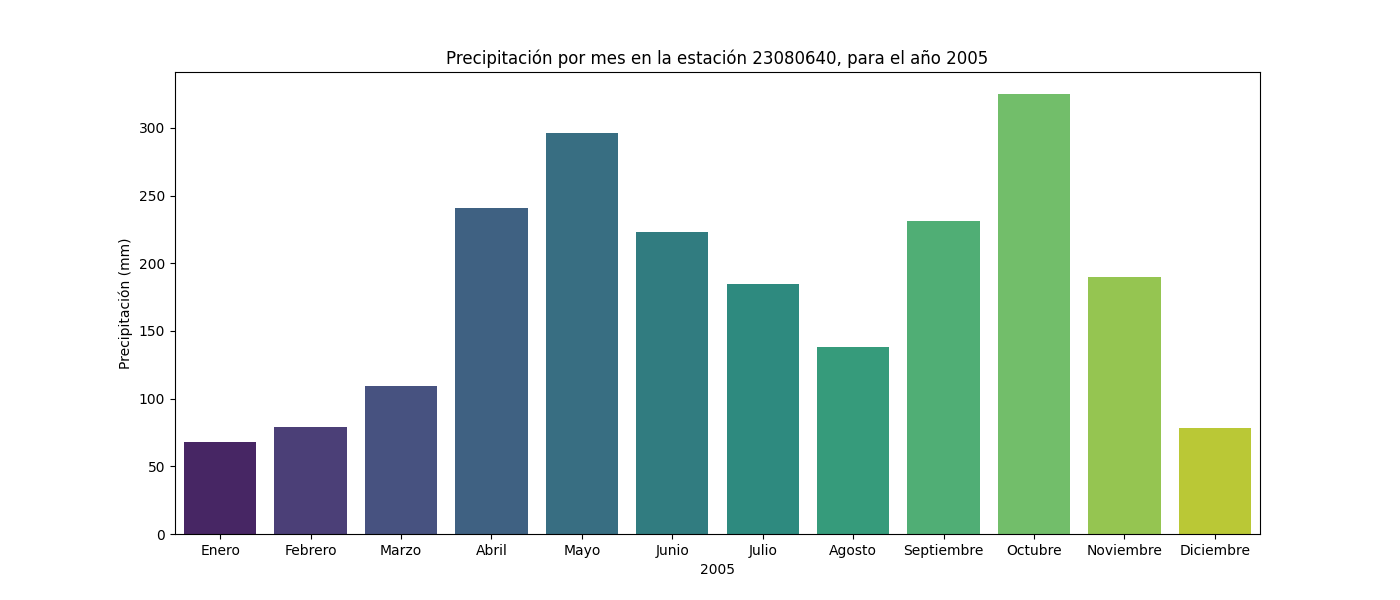 Precipitación por mes en la estación 23080640, para el año 2005
Precipitación (mm)
300
250
200
150
100
50
0
Enero Febrero Marzo Abril Mayo Junio Julio Agosto Septiembre Octubre Noviembre Diciembre
2005